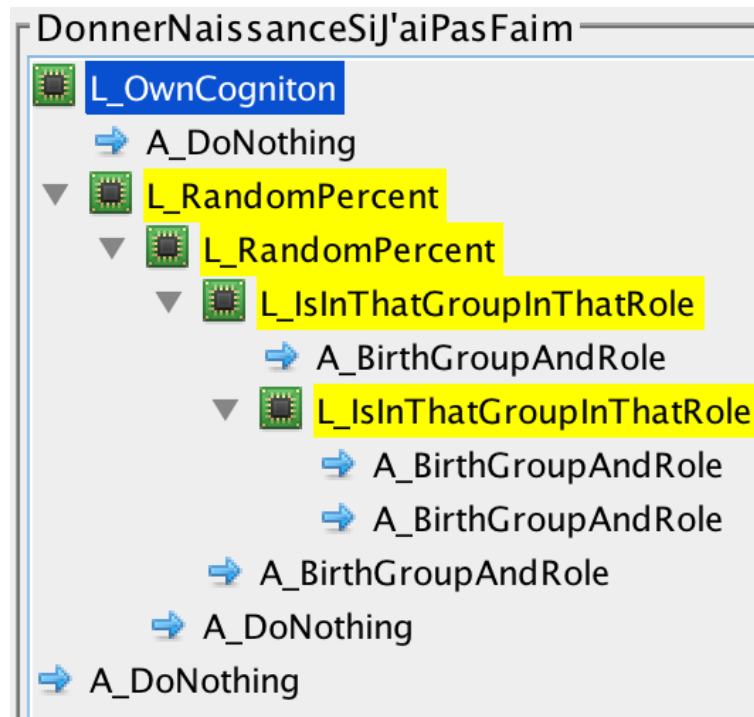 DonnerNaissanceSiJ'aiPasFaim
L_OwnCogniton
A_DoNothing
L_RandomPercent
L_RandomPercent
L_IsInThatGroupInThatRole
A_BirthGroupAndRole
L_IsInThatGroupInThatRole
A_BirthGroupAndRole
A_BirthGroupAndRole
A_BirthGroupAndRole
A_DoNothing
A_DoNothing